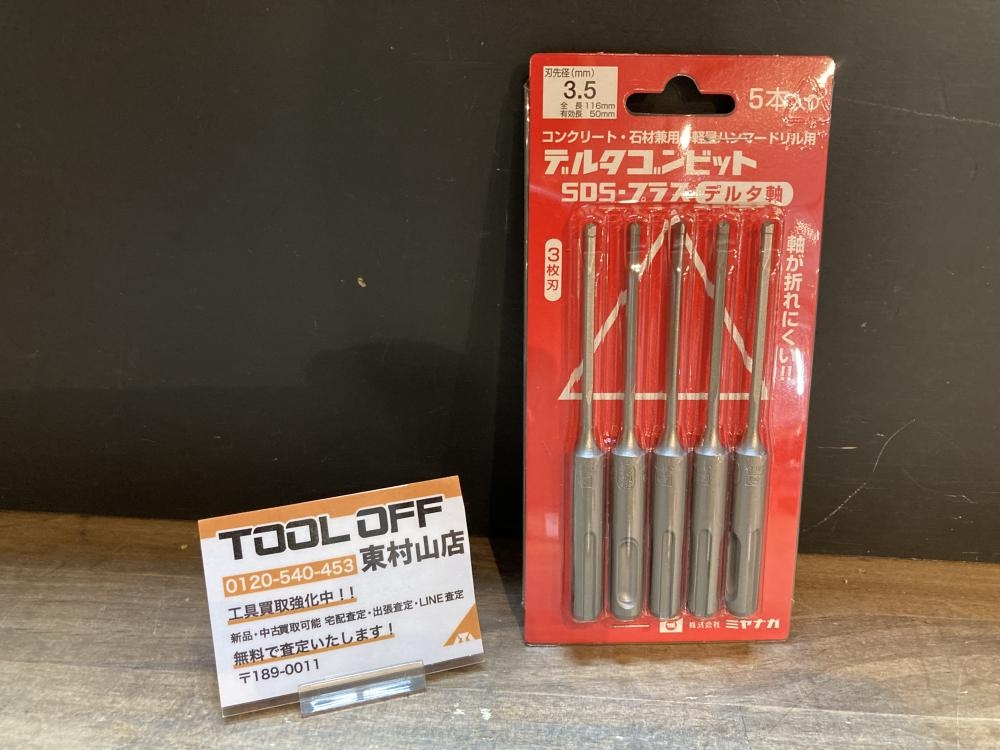 刃先径(mm)
3.5
全 長 116mm
有効長 50mm
5本入り
コンクリート・石材兼用 軽量ハンマードリル用
デルタゴンビット
SDS-プラス デルタ軸
3枚刃
軸が折れにくい!!
株式会社 ミヤナガ
TOOL OFF
0120-540-453 東村山店
工具買取強化中!!
新品・中古買取可能 宅配査定・出張査定・LINE査定
無料で査定いたします!
〒189-0011